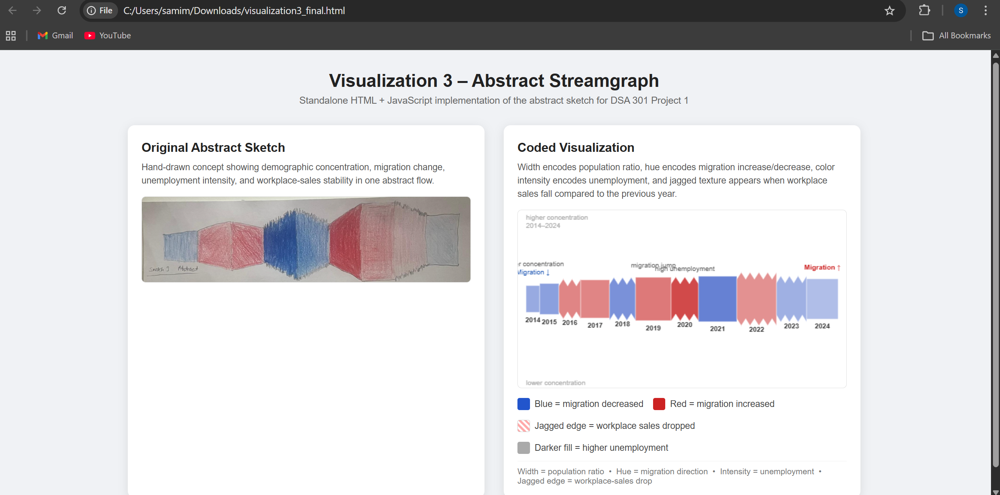 File C:/Users/samim/Downloads/visualization3_final.html
S
Gmail YouTube All Bookmarks
Visualization 3 – Abstract Streamgraph
Standalone HTML + JavaScript implementation of the abstract sketch for DSA 301 Project 1
Original Abstract Sketch
Hand-drawn concept showing demographic concentration, migration change,
unemployment intensity, and workplace-sales stability in one abstract flow.
Sketch 3 Abstract
Coded Visualization
Width encodes population ratio, hue encodes migration increase/decrease, color
intensity encodes unemployment, and jagged texture appears when workplace
sales fall compared to the previous year.
higher concentration
2014–2024
r concentration
Migration ↓
migration jump
high unemployment
Migration ↑
2014 2015 2016 2017 2018 2019 2020 2021 2022 2023 2024
lower concentration
Blue = migration decreased Red = migration increased
Jagged edge = workplace sales dropped
Darker fill = higher unemployment
Width = population ratio • Hue = migration direction • Intensity = unemployment •
Jagged edge = workplace-sales drop